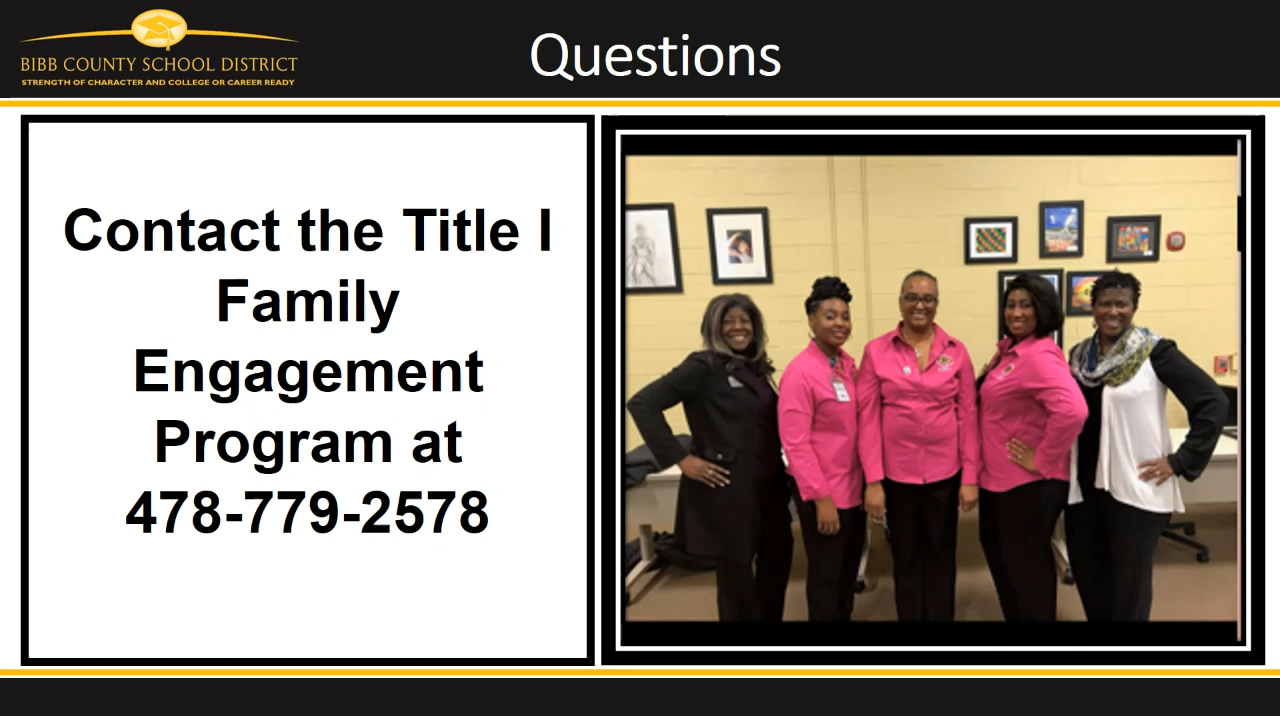 BIBB COUNTY SCHOOL DISTRICT
STRENGTH OF CHARACTER AND COLLEGE OR CAREER READY
Questions
Contact the Title I
Family
Engagement
Program at
478-779-2578